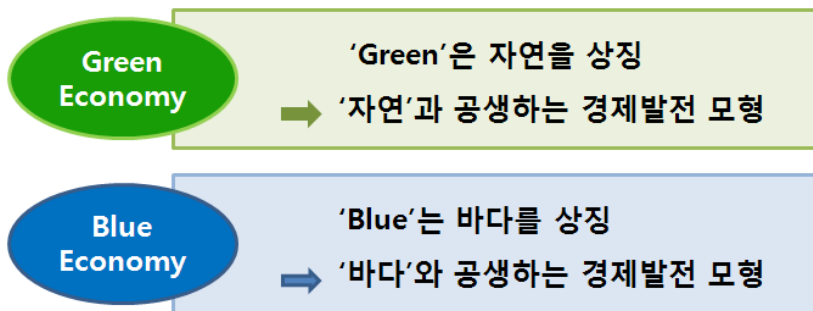 Green
Economy
‘Green’은 자연을 상징
‘자연’과 공생하는 경제발전 모형
Blue
Economy
‘Blue’는 바다를 상징
‘바다’와 공생하는 경제발전 모형